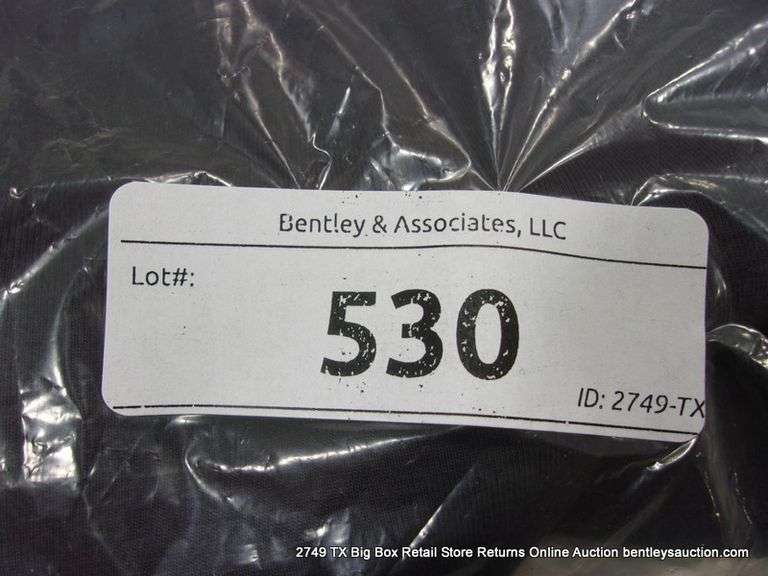 Bentley & Associates, LLC
Lot#:
530
ID: 2749-TX
2749 TX Big Box Retail Store Returns Online Auction bentleysauction.com